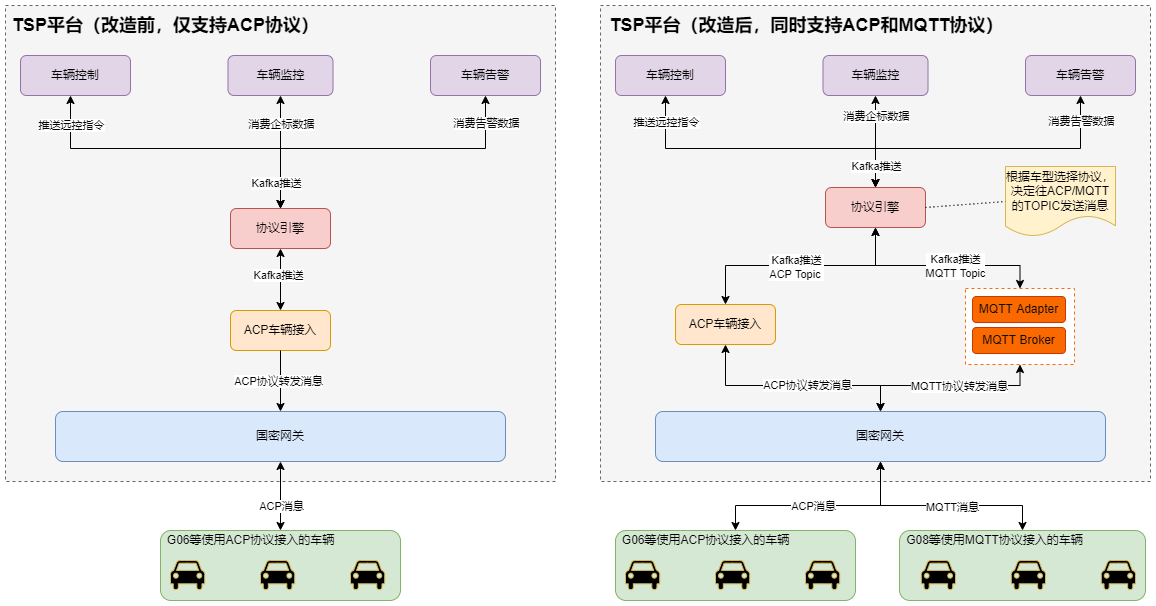 TSP平台（改造前，仅支持ACP协议）
车辆控制
车辆监控
车辆告警
推送远控指令
消费企标数据
消费告警数据
Kafka推送
协议引擎
Kafka推送
ACP车辆接入
ACP协议转发消息
国密网关
ACP消息
G06等使用ACP协议接入的车辆
TSP平台（改造后，同时支持ACP和MQTT协议）
车辆控制
车辆监控
车辆告警
推送远控指令
消费企标数据
消费告警数据
Kafka推送
协议引擎
根据车型选择协议，
决定往ACP/MQTT
的TOPIC发送消息
Kafka推送
ACP Topic
Kafka推送
MQTT Topic
ACP车辆接入
MQTT Adapter
MQTT Broker
ACP协议转发消息
MQTT协议转发消息
国密网关
ACP消息
MQTT消息
G06等使用ACP协议接入的车辆
G08等使用MQTT协议接入的车辆